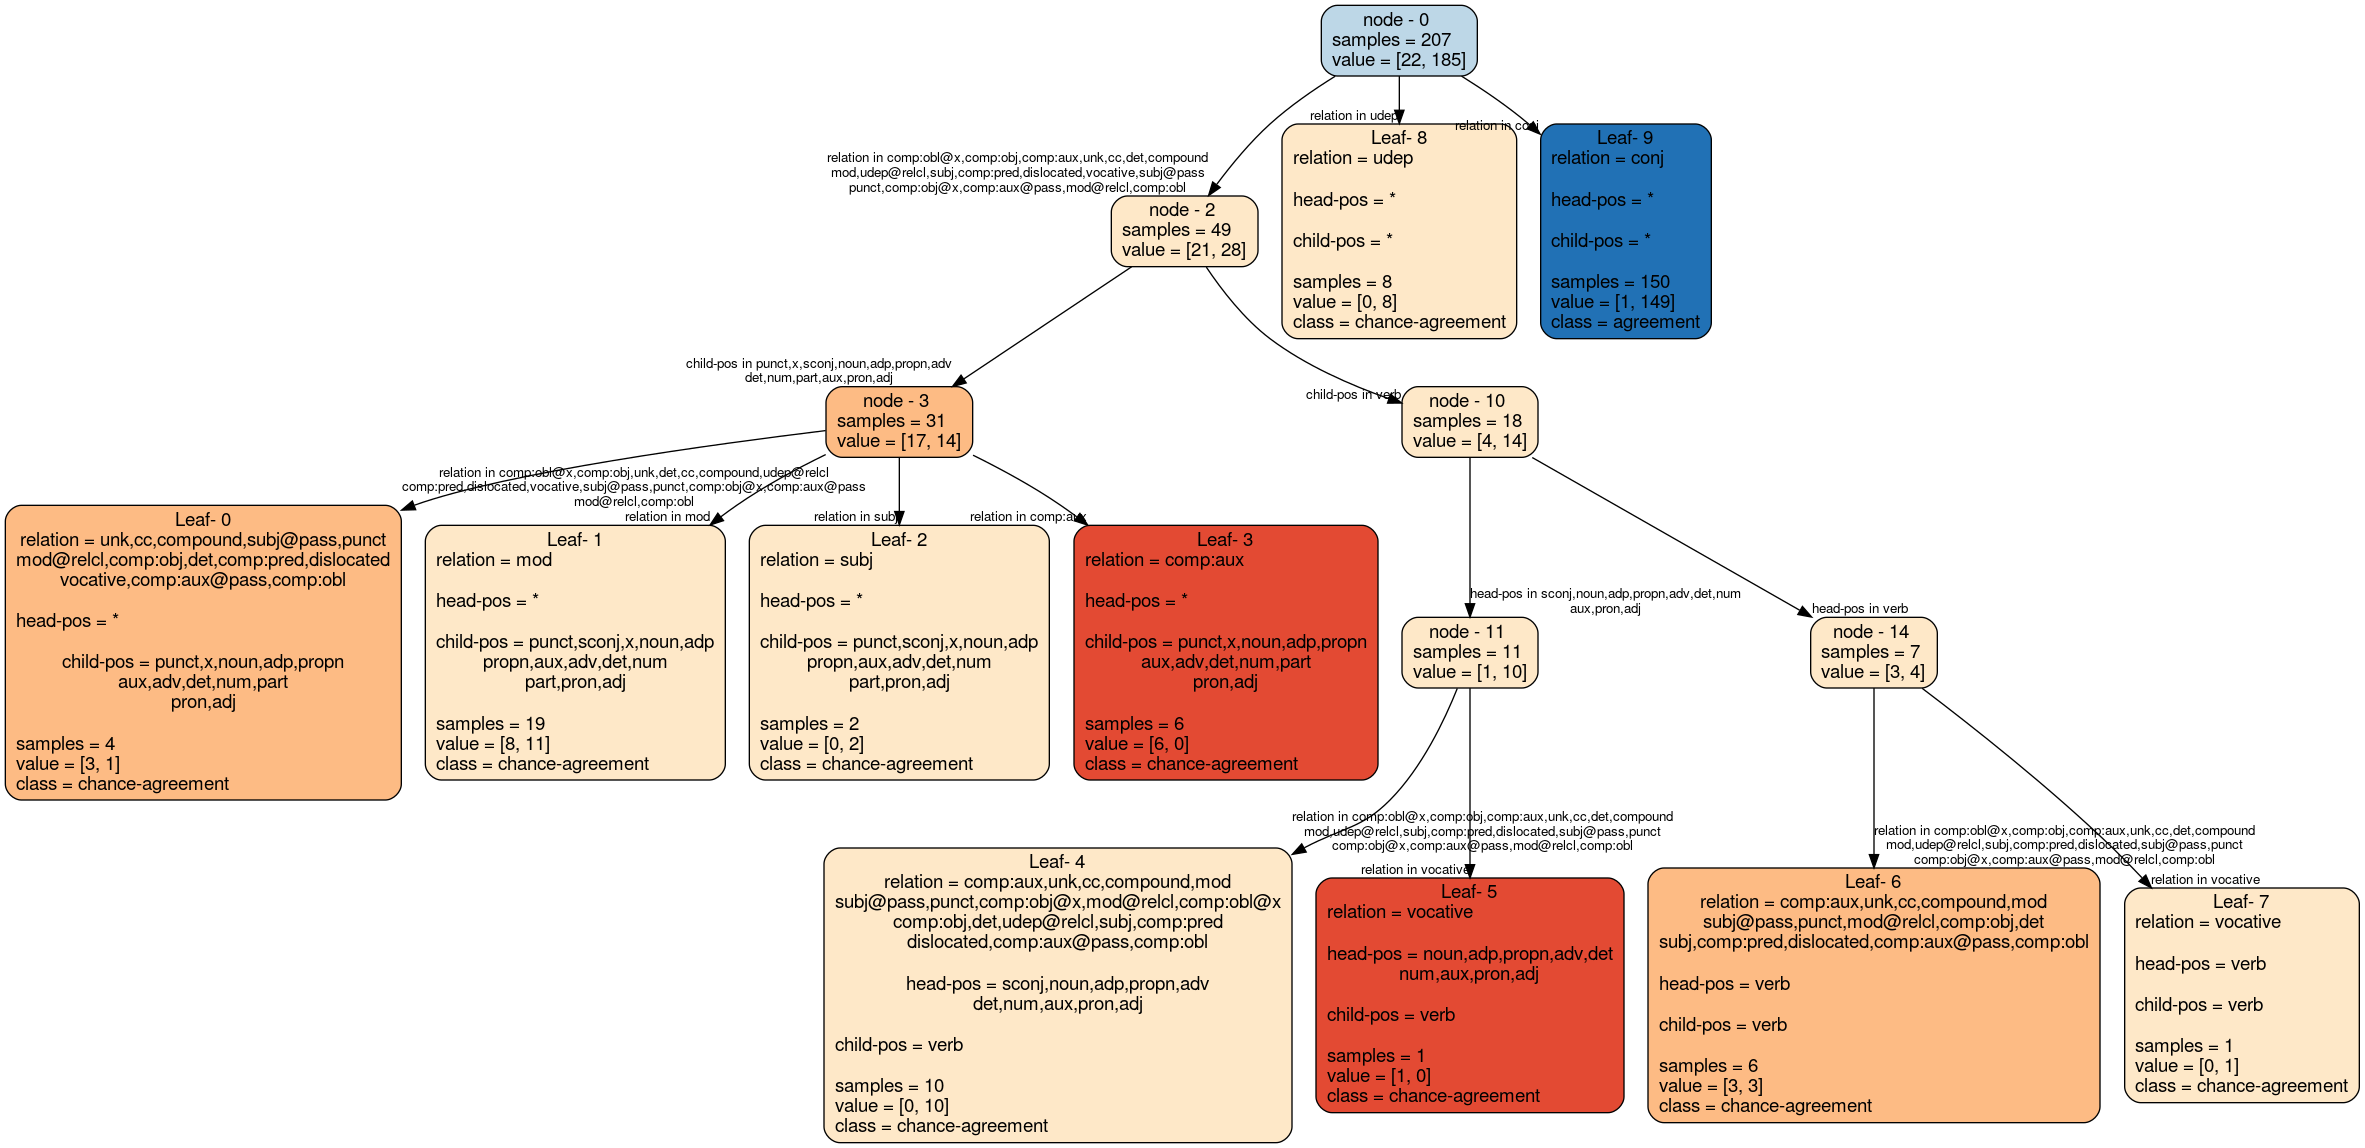 node - 0
samples = 207
value = [22, 185]
relation in comp:obl@x,comp:obj,comp:aux,unk,cc,det,compound
mod,udep@relcl,subj,comp:pred,dislocated,vocative,subj@pass
punct,comp:obj@x,comp:aux@pass,mod@relcl,comp:obl
relation in udep
relation in conj
node - 2
samples = 49
value = [21, 28]
Leaf- 8
relation = udep
head-pos = *
child-pos = *
samples = 8
value = [0, 8]
class = chance-agreement
Leaf- 9
relation = conj
head-pos = *
child-pos = *
samples = 150
value = [1, 149]
class = agreement
child-pos in punct,x,sconj,noun,adp,propn,adv
det,num,part,aux,pron,adj
child-pos in verb
node - 3
samples = 31
value = [17, 14]
node - 10
samples = 18
value = [4, 14]
relation in comp:obl@x,comp:obj,unk,det,cc,compound,udep@relcl
comp:pred,dislocated,vocative,subj@pass,punct,comp:obj@x,comp:aux@pass
mod@relcl,comp:obl
relation in mod
relation in subj
relation in comp:aux
Leaf- 0
relation = unk,cc,compound,subj@pass,punct
mod@relcl,comp:obj,det,comp:pred,dislocated
vocative,comp:aux@pass,comp:obl
head-pos = *
child-pos = punct,x,noun,adp,propn
aux,adv,det,num,part
pron,adj
samples = 4
value = [3, 1]
class = chance-agreement
Leaf- 1
relation = mod
head-pos = *
child-pos = punct,sconj,x,noun,adp
propn,aux,adv,det,num
part,pron,adj
samples = 19
value = [8, 11]
class = chance-agreement
Leaf- 2
relation = subj
head-pos = *
child-pos = punct,sconj,x,noun,adp
propn,aux,adv,det,num
part,pron,adj
samples = 2
value = [0, 2]
class = chance-agreement
Leaf- 3
relation = comp:aux
head-pos = *
child-pos = punct,x,noun,adp,propn
aux,adv,det,num,part
pron,adj
samples = 6
value = [6, 0]
class = chance-agreement
head-pos in sconj,noun,adp,propn,adv,det,num
aux,pron,adj
head-pos in verb
node - 11
samples = 11
value = [1, 10]
node - 14
samples = 7
value = [3, 4]
relation in comp:obl@x,comp:obj,comp:aux,unk,cc,det,compound
mod,udep@relcl,subj,comp:pred,dislocated,subj@pass,punct
comp:obj@x,comp:aux@pass,mod@relcl,comp:obl
relation in vocative
relation in comp:obl@x,comp:obj,comp:aux,unk,cc,det,compound
mod,udep@relcl,subj,comp:pred,dislocated,subj@pass,punct
comp:obj@x,comp:aux@pass,mod@relcl,comp:obl
relation in vocative
Leaf- 4
relation = comp:aux,unk,cc,compound,mod
subj@pass,punct,comp:obj@x,mod@relcl,comp:obl@x
comp:obj,det,udep@relcl,subj,comp:pred
dislocated,comp:aux@pass,comp:obl
head-pos = sconj,noun,adp,propn,adv
det,num,aux,pron,adj
child-pos = verb
samples = 10
value = [0, 10]
class = chance-agreement
Leaf- 5
relation = vocative
head-pos = noun,adp,propn,adv,det
num,aux,pron,adj
child-pos = verb
samples = 1
value = [1, 0]
class = chance-agreement
Leaf- 6
relation = comp:aux,unk,cc,compound,mod
subj@pass,punct,mod@relcl,comp:obj,det
subj,comp:pred,dislocated,comp:aux@pass,comp:obl
head-pos = verb
child-pos = verb
samples = 6
value = [3, 3]
class = chance-agreement
Leaf- 7
relation = vocative
head-pos = verb
child-pos = verb
samples = 1
value = [0, 1]
class = chance-agreement